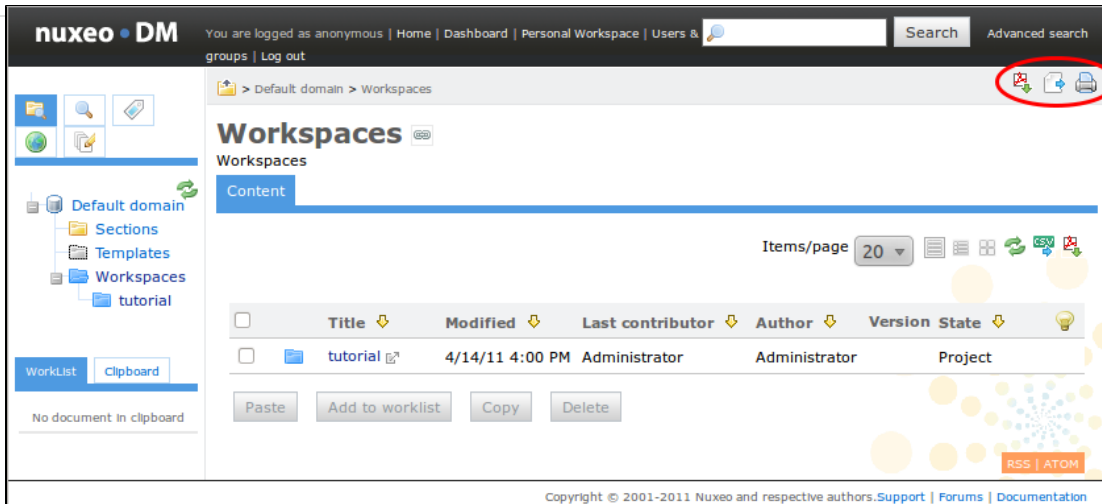 nuxeo DM
You are logged as anonymous | Home | Dashboard | Personal Workspace | Users &
groups | Log out
Search
Advanced search
> Default domain > Workspaces
Workspaces
Workspaces
Content
Default domain
Sections
Templates
Workspaces
tutorial
Items/page 20
CSV
Title Modified Last contributor Author Version State
tutorial 4/14/11 4:00 PM Administrator Administrator Project
WorkList Clipboard
No document in clipboard
Paste Add to worklist Copy Delete
RSS | ATOM
Copyright © 2001-2011 Nuxeo and respective authors.Support | Forums | Documentation